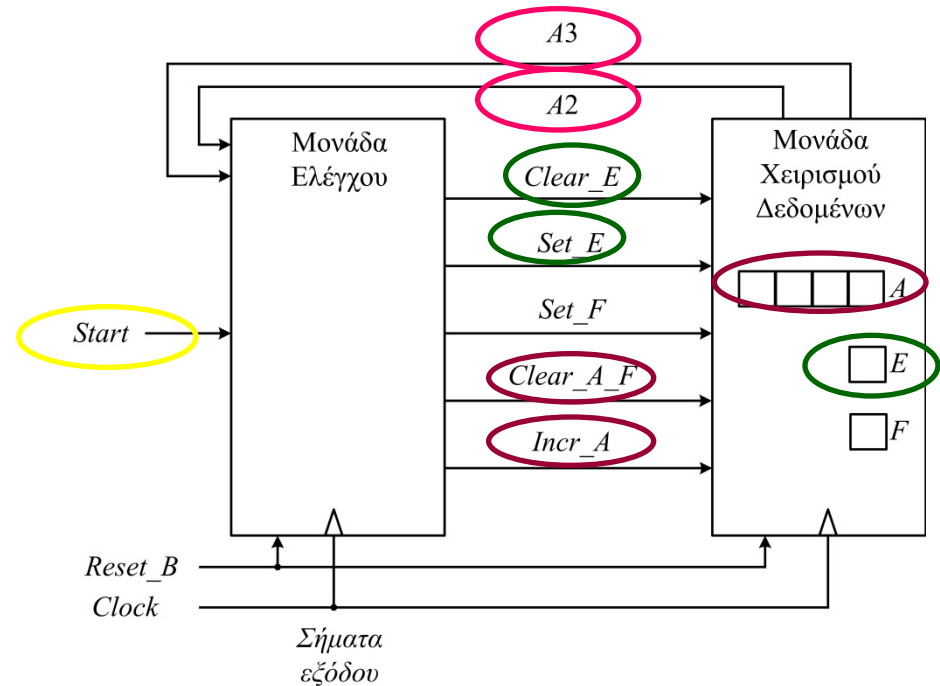 A3
A2
Μονάδα
Ελέγχου
Μονάδα
Χειρισμού
Δεδομένων
Clear_E
Set_E
Set_F
Clear_A_F
Incr_A
Start
A
E
F
Reset_B
Clock
Σήματα
εξόδου